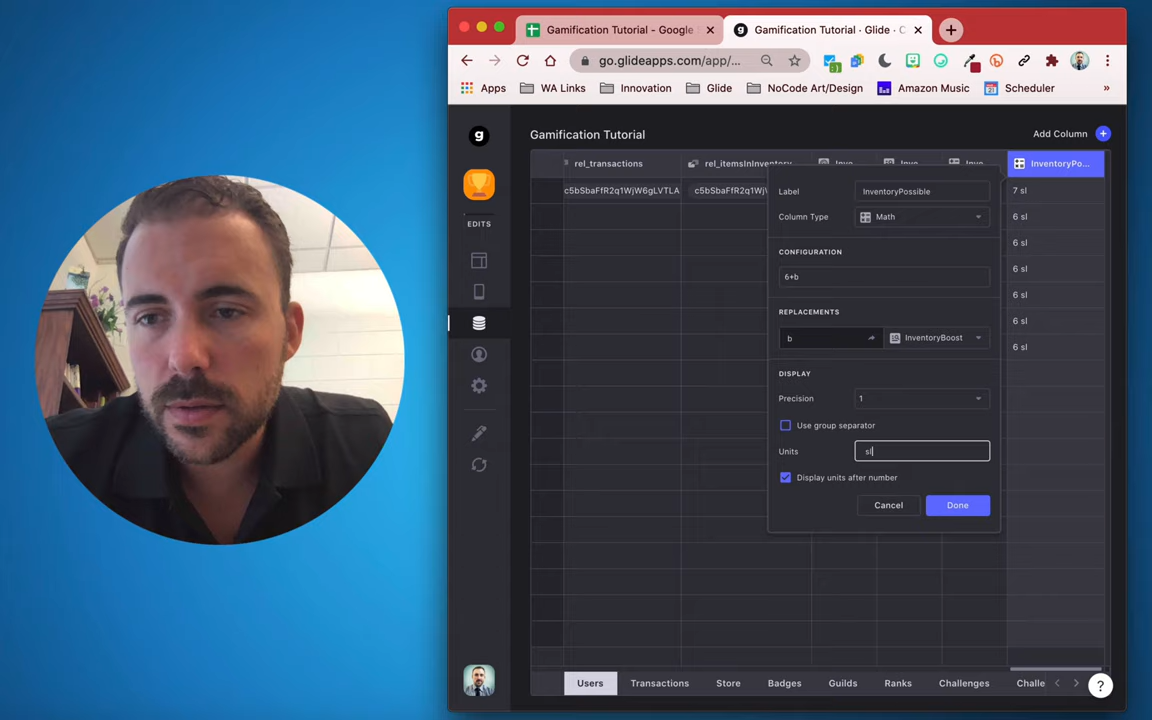 Gamification Tutorial - Google
Gamification Tutorial · Glide · C
go.glideapps.com/app/...
Apps
WA Links
Innovation
Glide
NoCode Art/Design
Amazon Music
Scheduler
»
g
Gamification Tutorial
Add Column
EDITS
rel_transactions
rel_itemsInInventory
Inve
Inve
Inve
InventoryPo...
c5bSbaFfR2q1WjW6gLVTLA
7 sl
6 sl
6 sl
6 sl
6 sl
6 sl
6 sl
Label
InventoryPossible
Column Type
Math
CONFIGURATION
6+b
REPLACEMENTS
b
InventoryBoost
DISPLAY
Precision
1
Use group separator
Units
sl
Display units after number
Cancel
Done
Users
Transactions
Store
Badges
Guilds
Ranks
Challenges
Challe
?